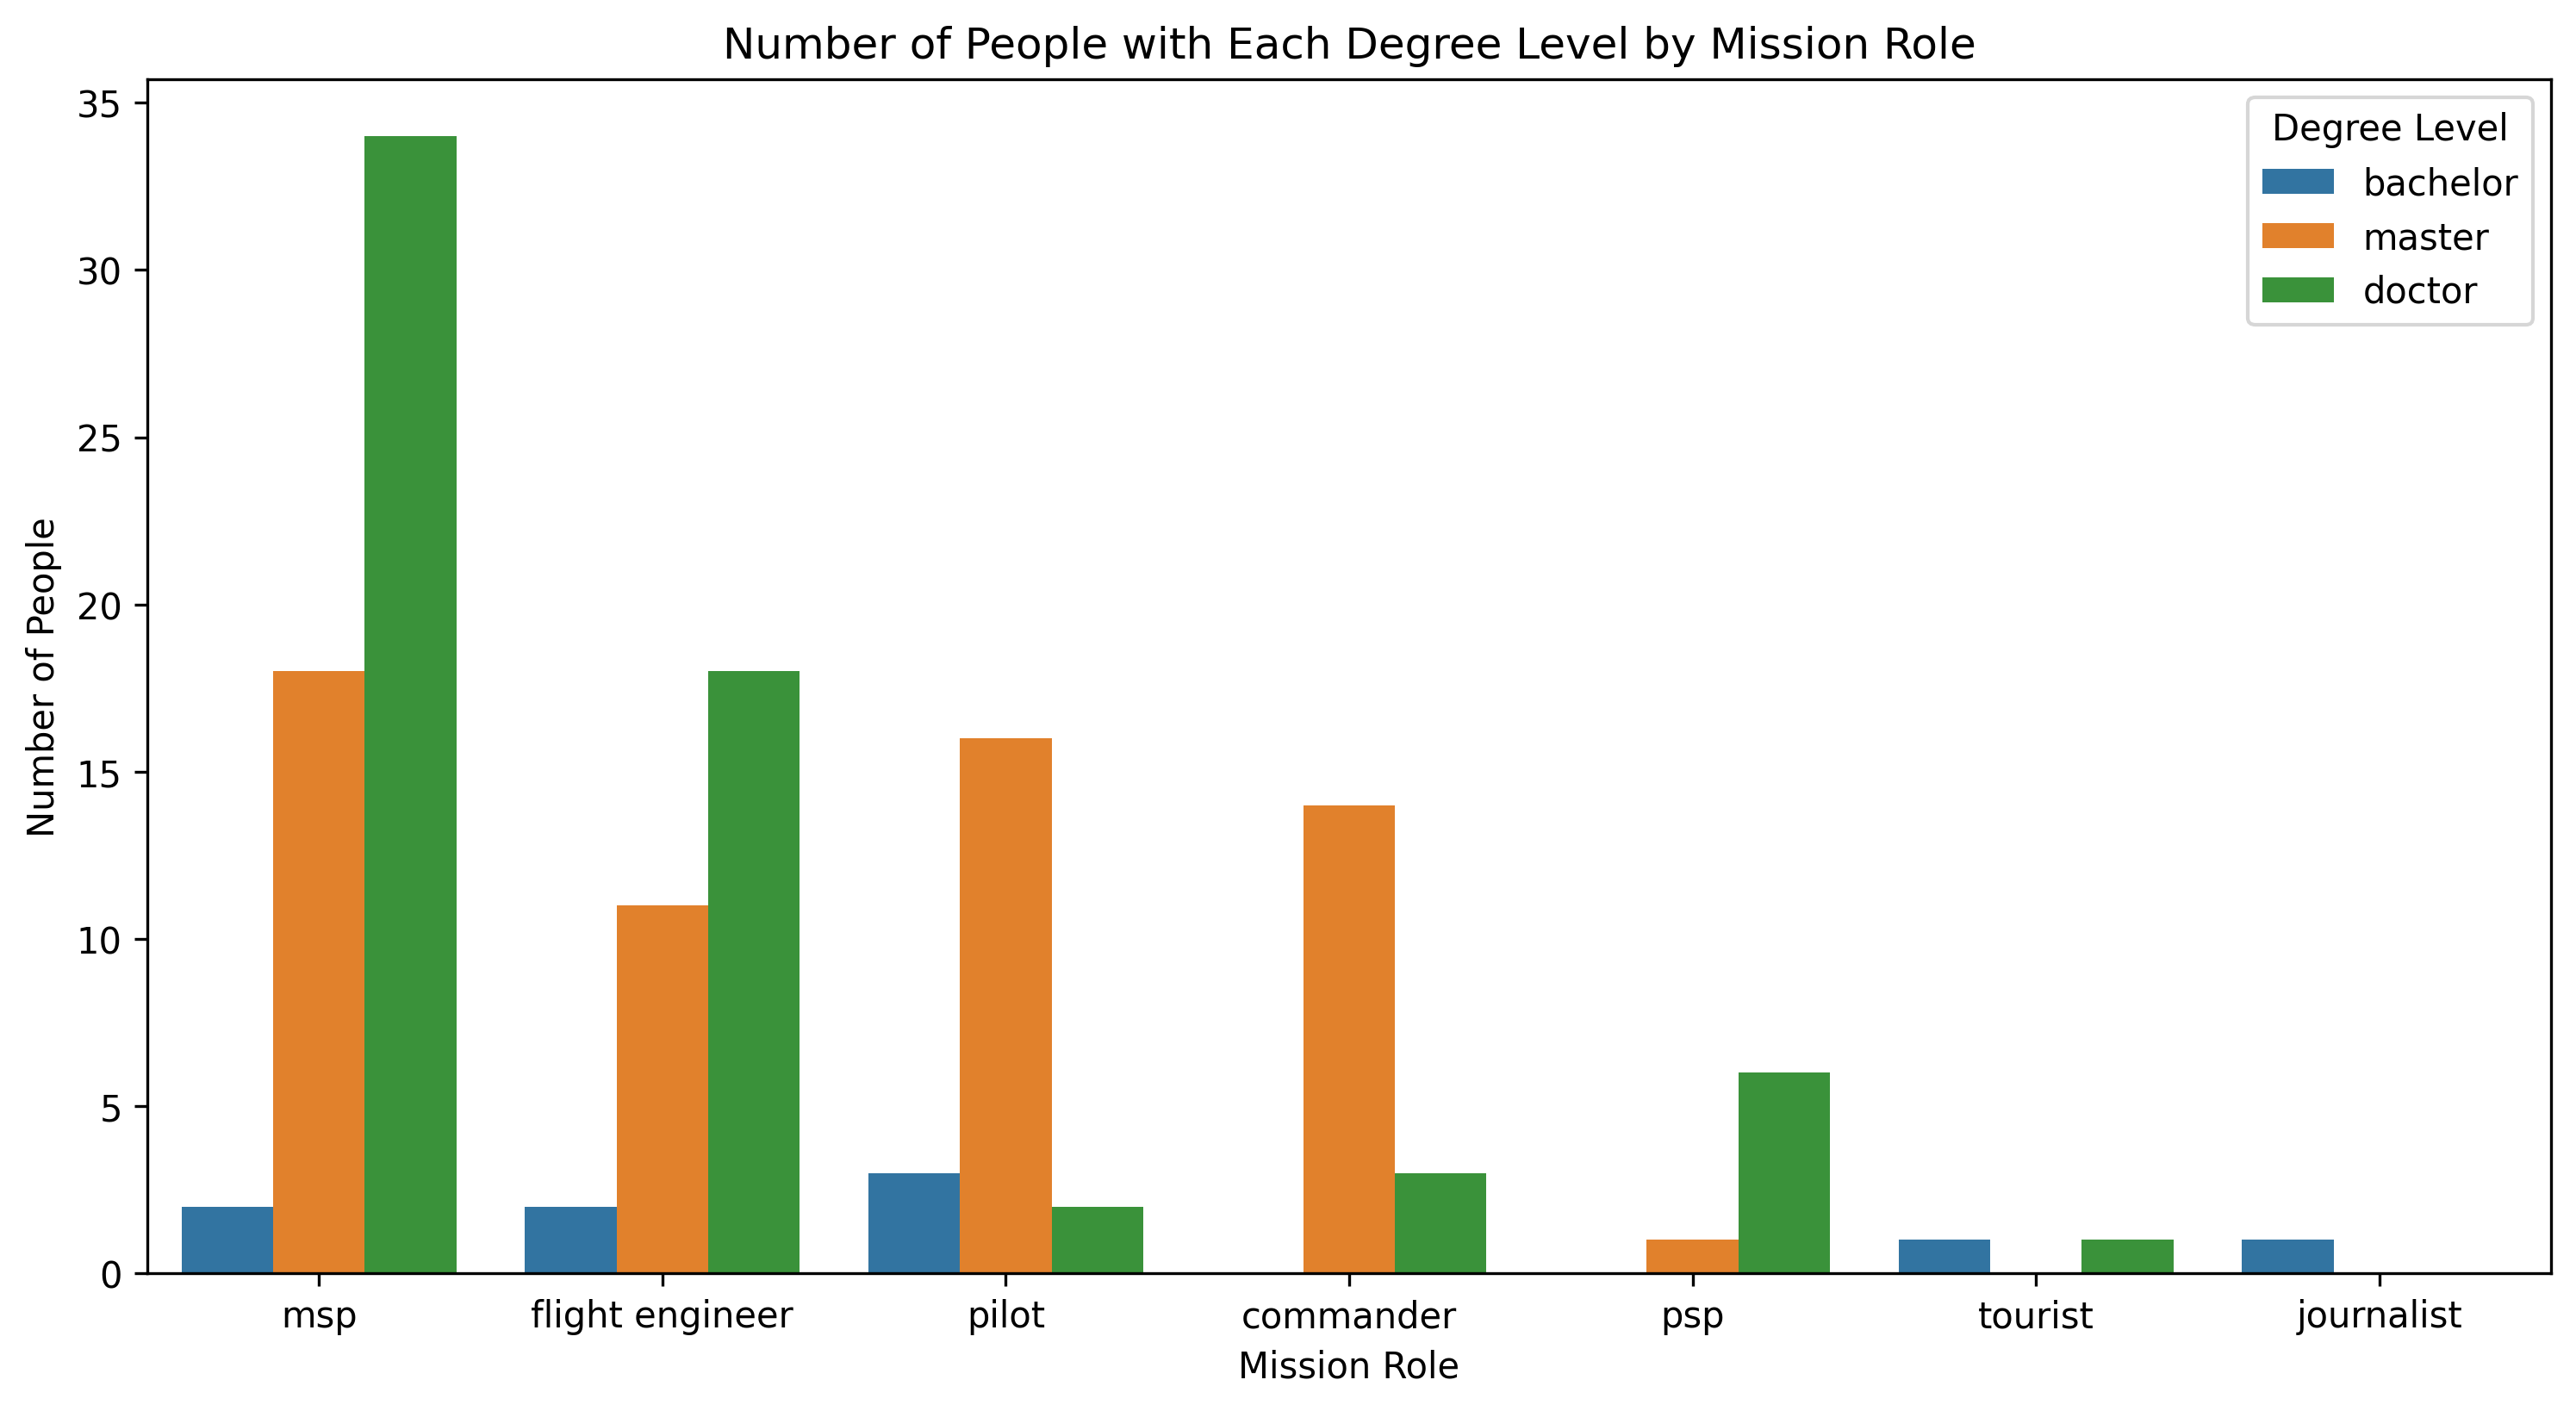 Number of People with Each Degree Level by Mission Role
35
30
25
20
15
10
5
0
Number of People
Degree Level
bachelor
master
doctor
msp
flight engineer
pilot
commander
psp
tourist
journalist
Mission Role